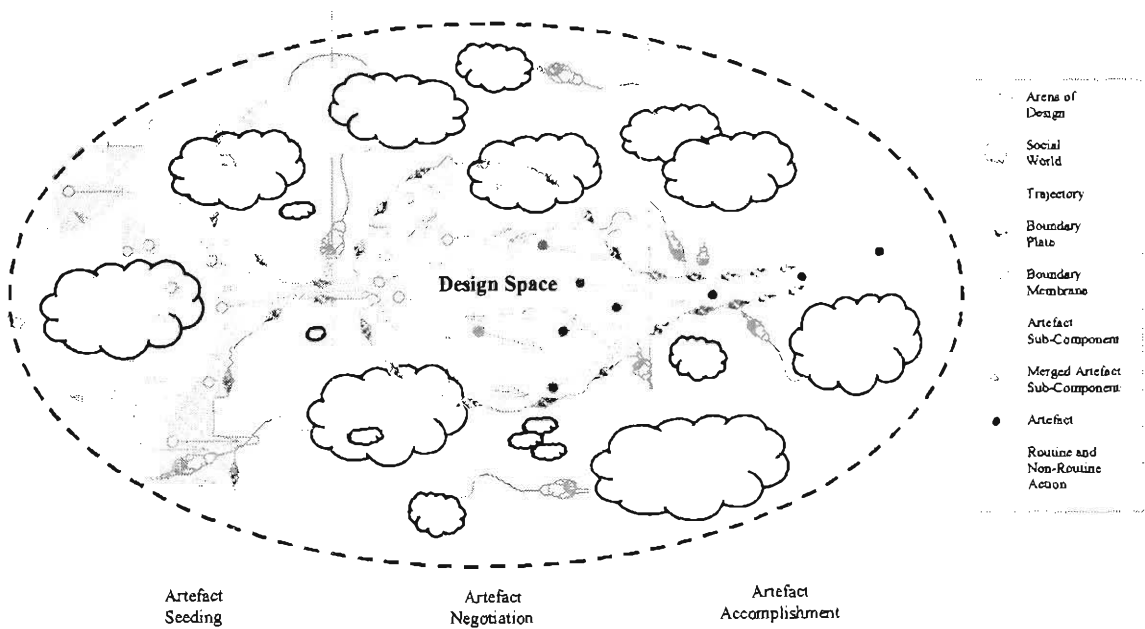 Design Space
Arena of
Design
Social
World
Trajectory
Boundary
Plate
Boundary
Membrane
Artefact
Sub-Component
Merged Artefact
Sub-Component
Artefact
Routine and
Non-Routine
Action
Artefact
Seeding
Artefact
Negotiation
Artefact
Accomplishment